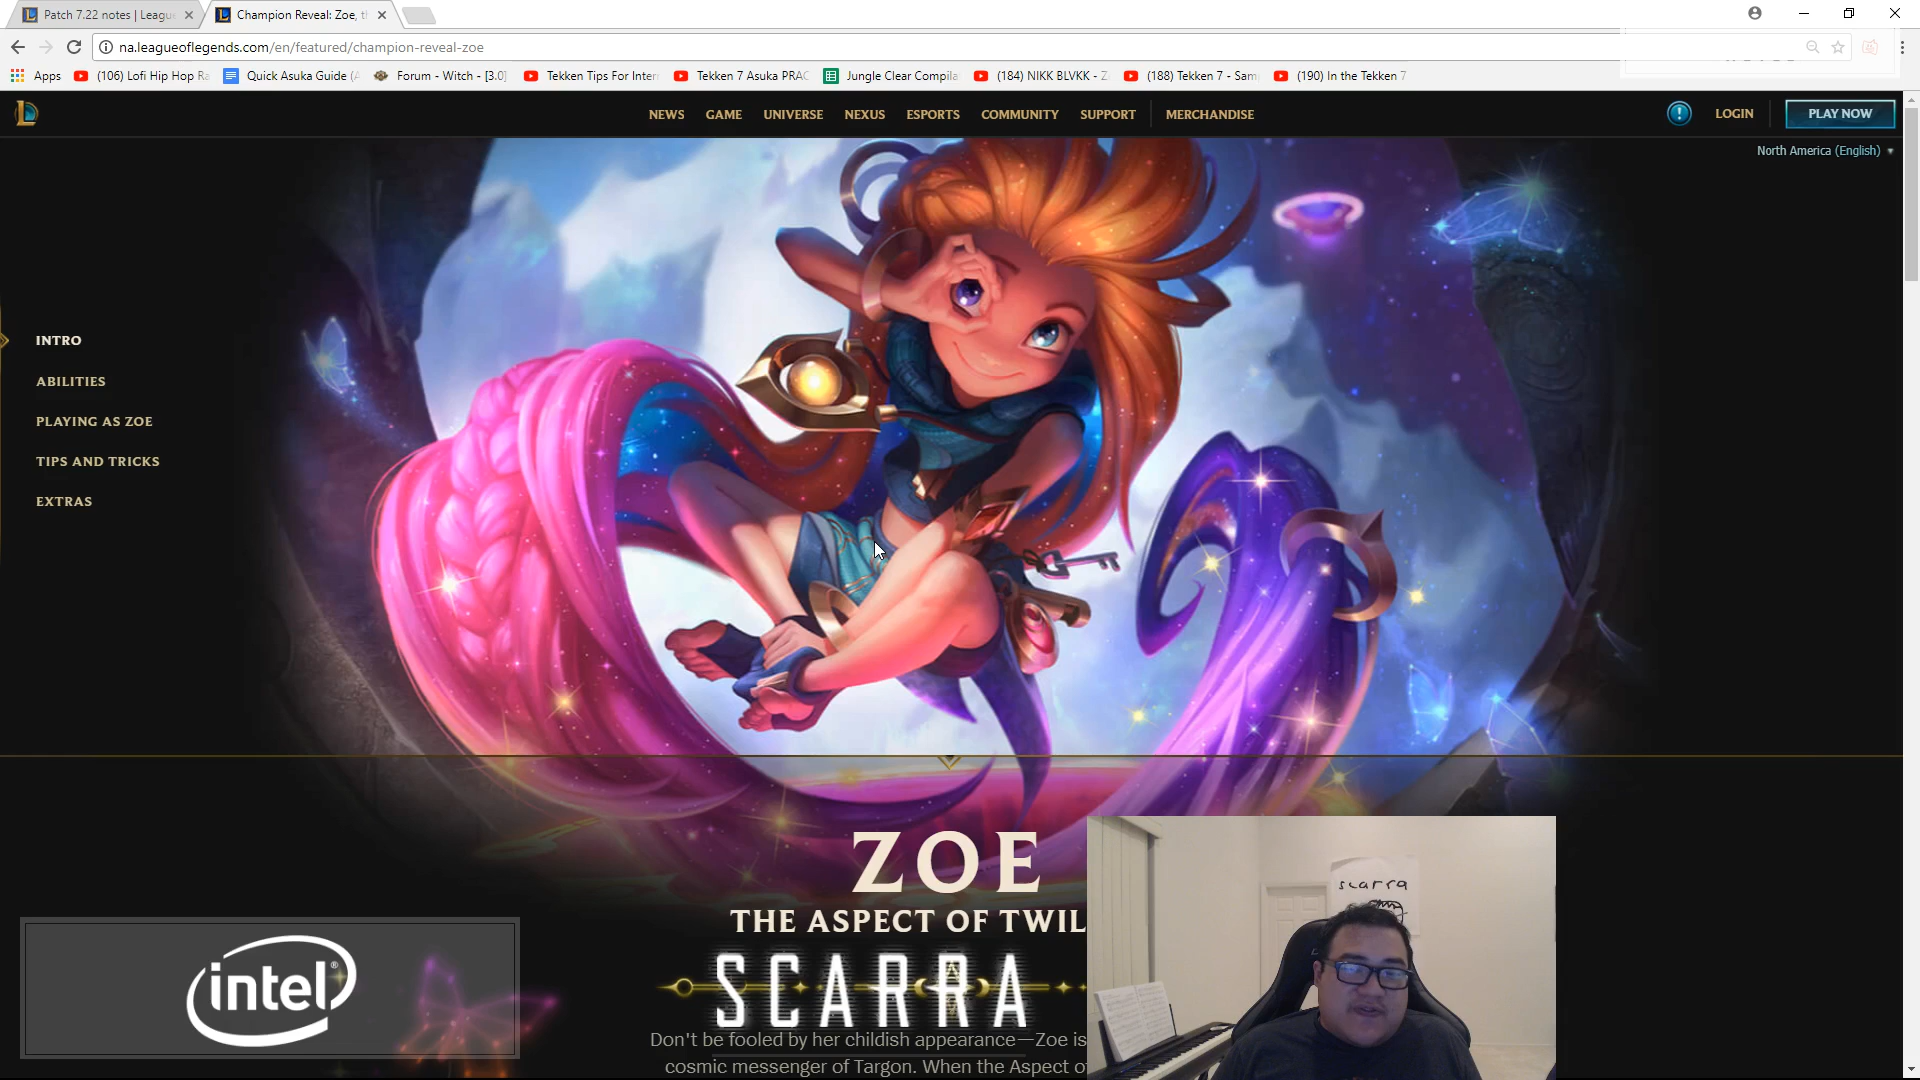 Patch 7.22 notes | Leagu
Champion Reveal: Zoe, th
na.leagueoflegends.com/en/featured/champion-reveal-zoe
Apps
(106) Lofi Hip Hop Ra
Quick Asuka Guide (A
Forum - Witch - [3.0]
Tekken Tips For Inter
Tekken 7 Asuka PRAC
Jungle Clear Compila
(184) NIKK BLVKK - Z
(188) Tekken 7 - Sam
(190) In the Tekken 7
NEWS GAME UNIVERSE NEXUS ESPORTS COMMUNITY SUPPORT MERCHANDISE
LOGIN PLAY NOW
North America (English)
INTRO
ABILITIES
PLAYING AS ZOE
TIPS AND TRICKS
EXTRAS
ZOE
THE ASPECT OF TWIL
SCARRA
Don't be fooled by her childish appearance—Zoe is
cosmic messenger of Targon. When the Aspect o
intel®
scarra